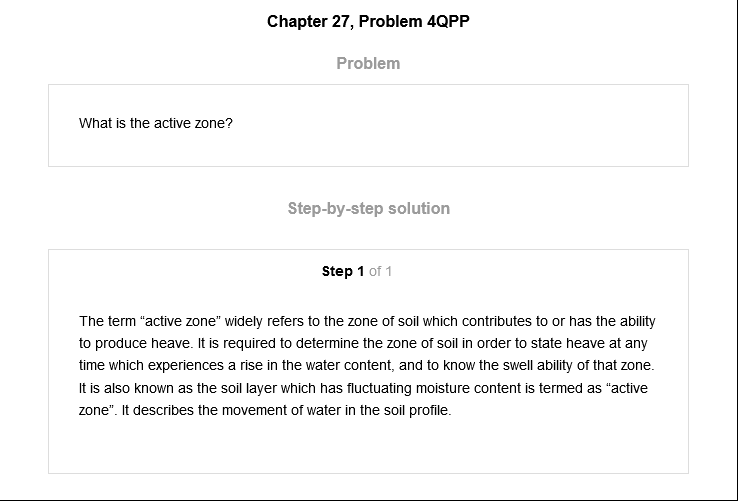 Chapter 27, Problem 4QPP
Problem
What is the active zone?
Step-by-step solution
Step 1 of 1
The term “active zone” widely refers to the zone of soil which contributes to or has the ability
to produce heave. It is required to determine the zone of soil in order to state heave at any
time which experiences a rise in the water content, and to know the swell ability of that zone.
It is also known as the soil layer which has fluctuating moisture content is termed as “active
zone”. It describes the movement of water in the soil profile.